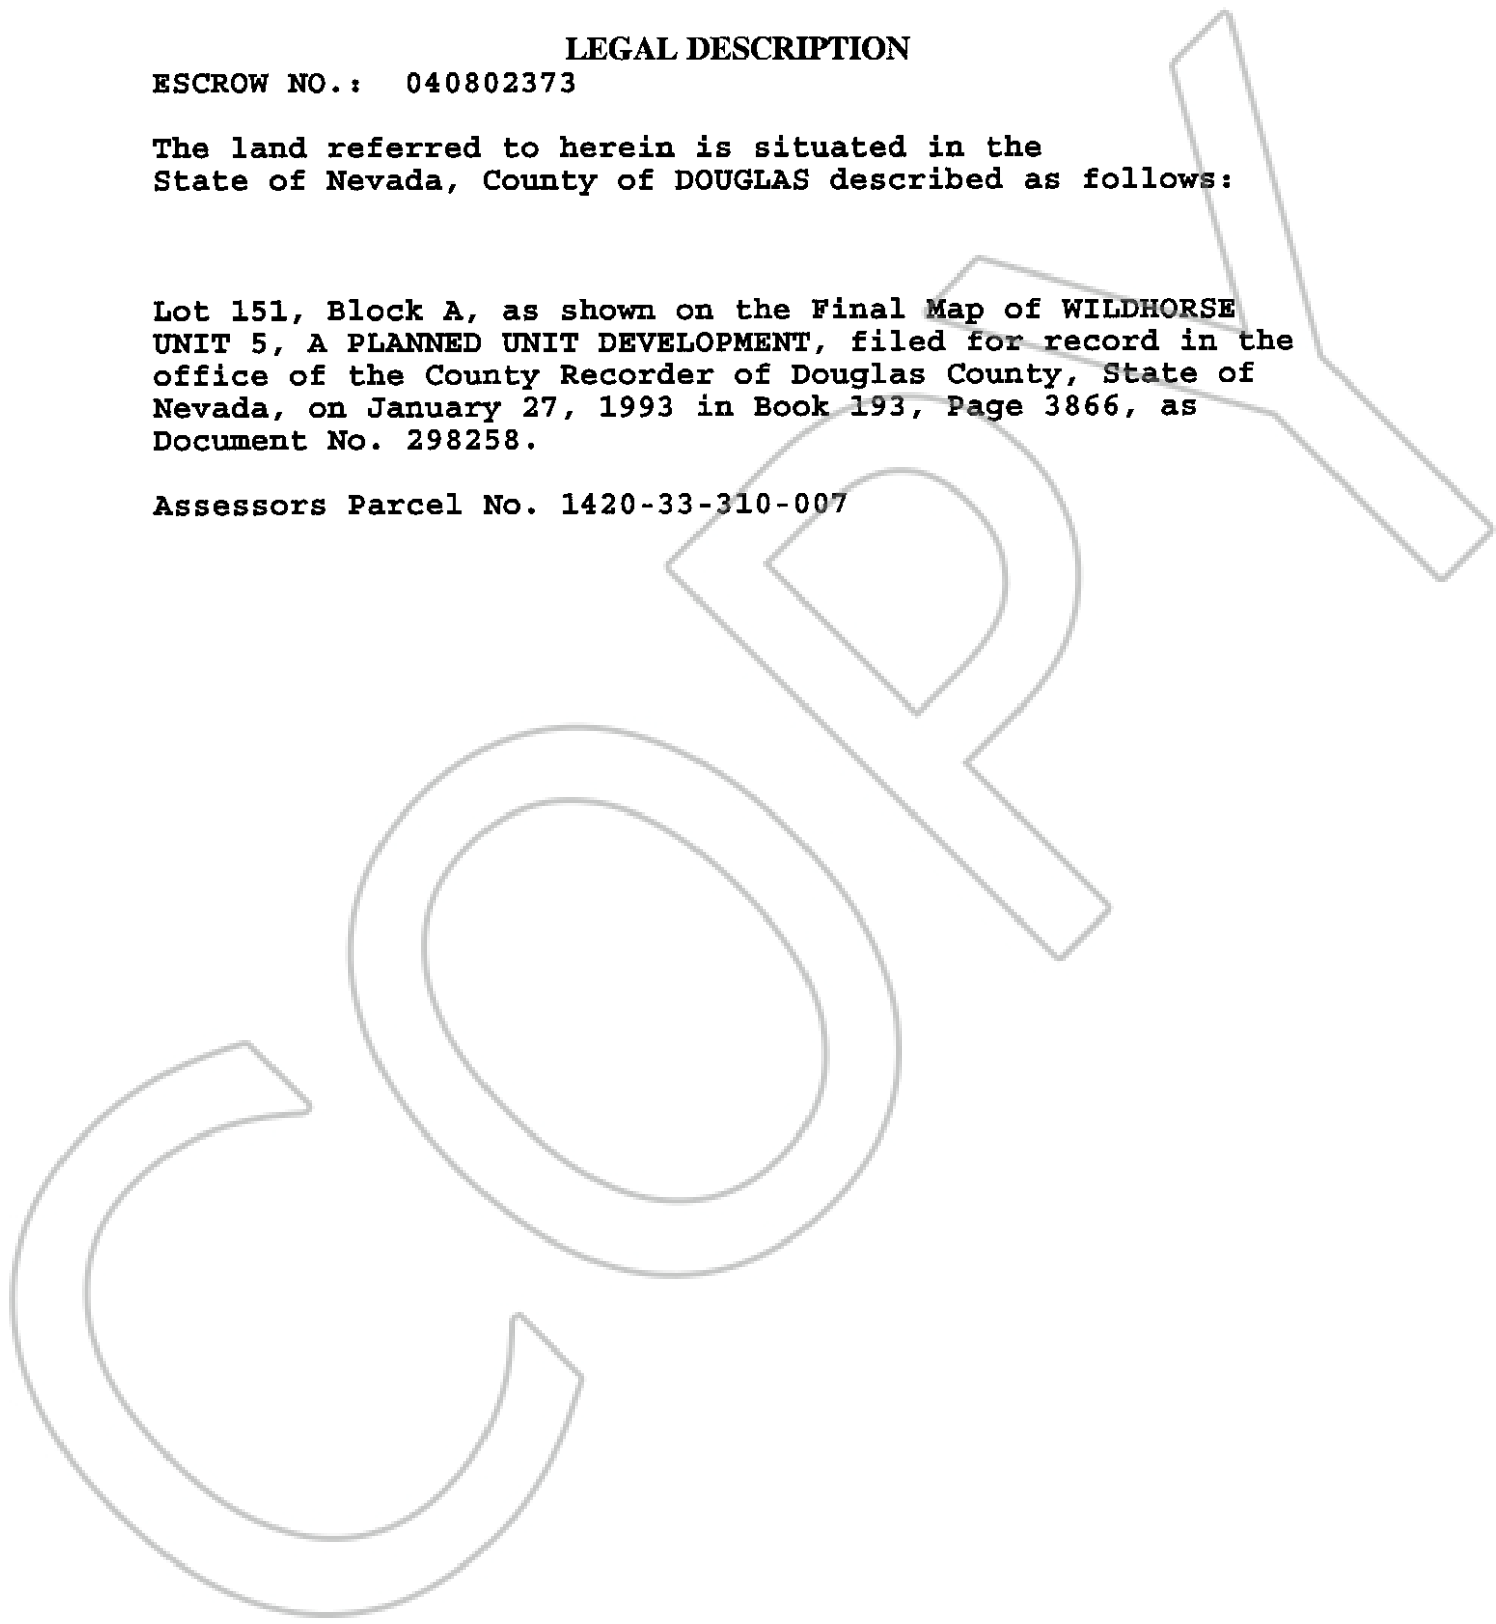 LEGAL DESCRIPTION
ESCROW NO.: 040802373
The land referred to herein is situated in the
State of Nevada, County of DOUGLAS described as follows:
Lot 151, Block A, as shown on the Final Map of WILDHORSE
UNIT 5, A PLANNED UNIT DEVELOPMENT, filed for record in the
office of the County Recorder of Douglas County, State of
Nevada, on January 27, 1993 in Book 193, Page 3866, as
Document No. 298258.
Assessors Parcel No. 1420-33-310-007
COPY